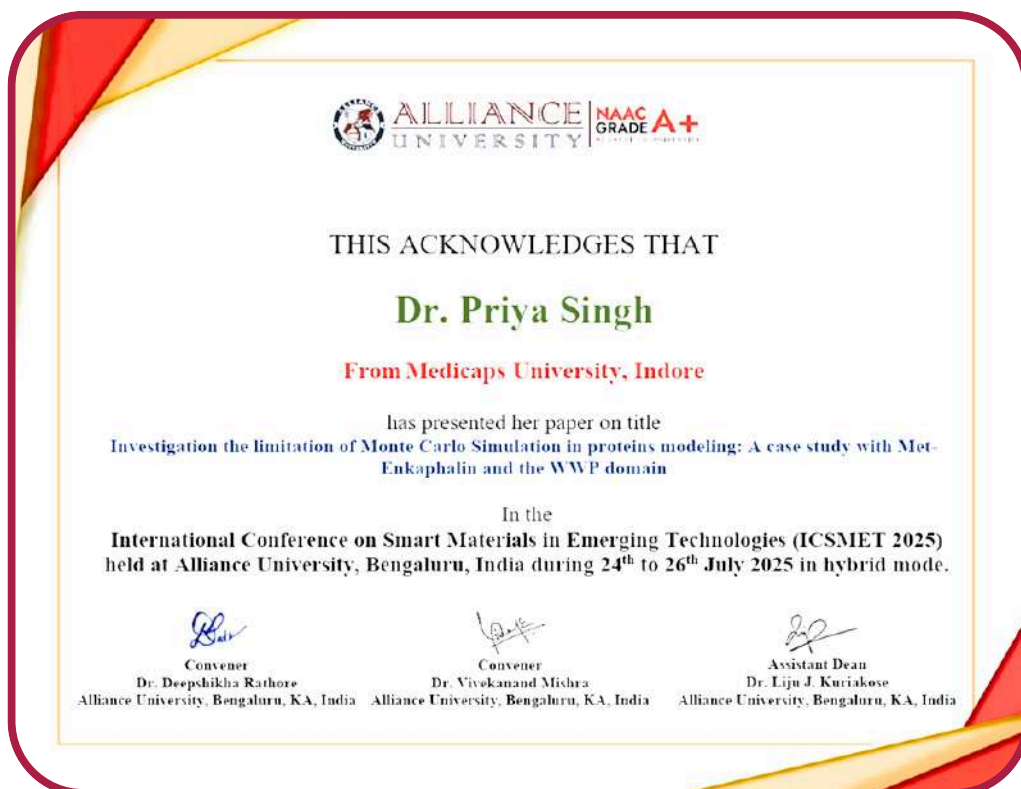 ALLIANCE UNIVERSITY
NAAC GRADE A+
THIS ACKNOWLEDGES THAT
Dr. Priya Singh
From Medicaps University, Indore
has presented her paper on title
Investigation the limitation of Monte Carlo Simulation in proteins modeling: A case study with Met-
Enkaphalin and the WWP domain
In the
International Conference on Smart Materials in Emerging Technologies (ICSMET 2025)
held at Alliance University, Bengaluru, India during 24th to 26th July 2025 in hybrid mode.
Convener
Dr. Deepshikha Rathore
Alliance University, Bengaluru, KA, India
Convener
Dr. Vivekanand Mishra
Alliance University, Bengaluru, KA, India
Assistant Dean
Dr. Liju J. Kuriakose
Alliance University, Bengaluru, KA, India